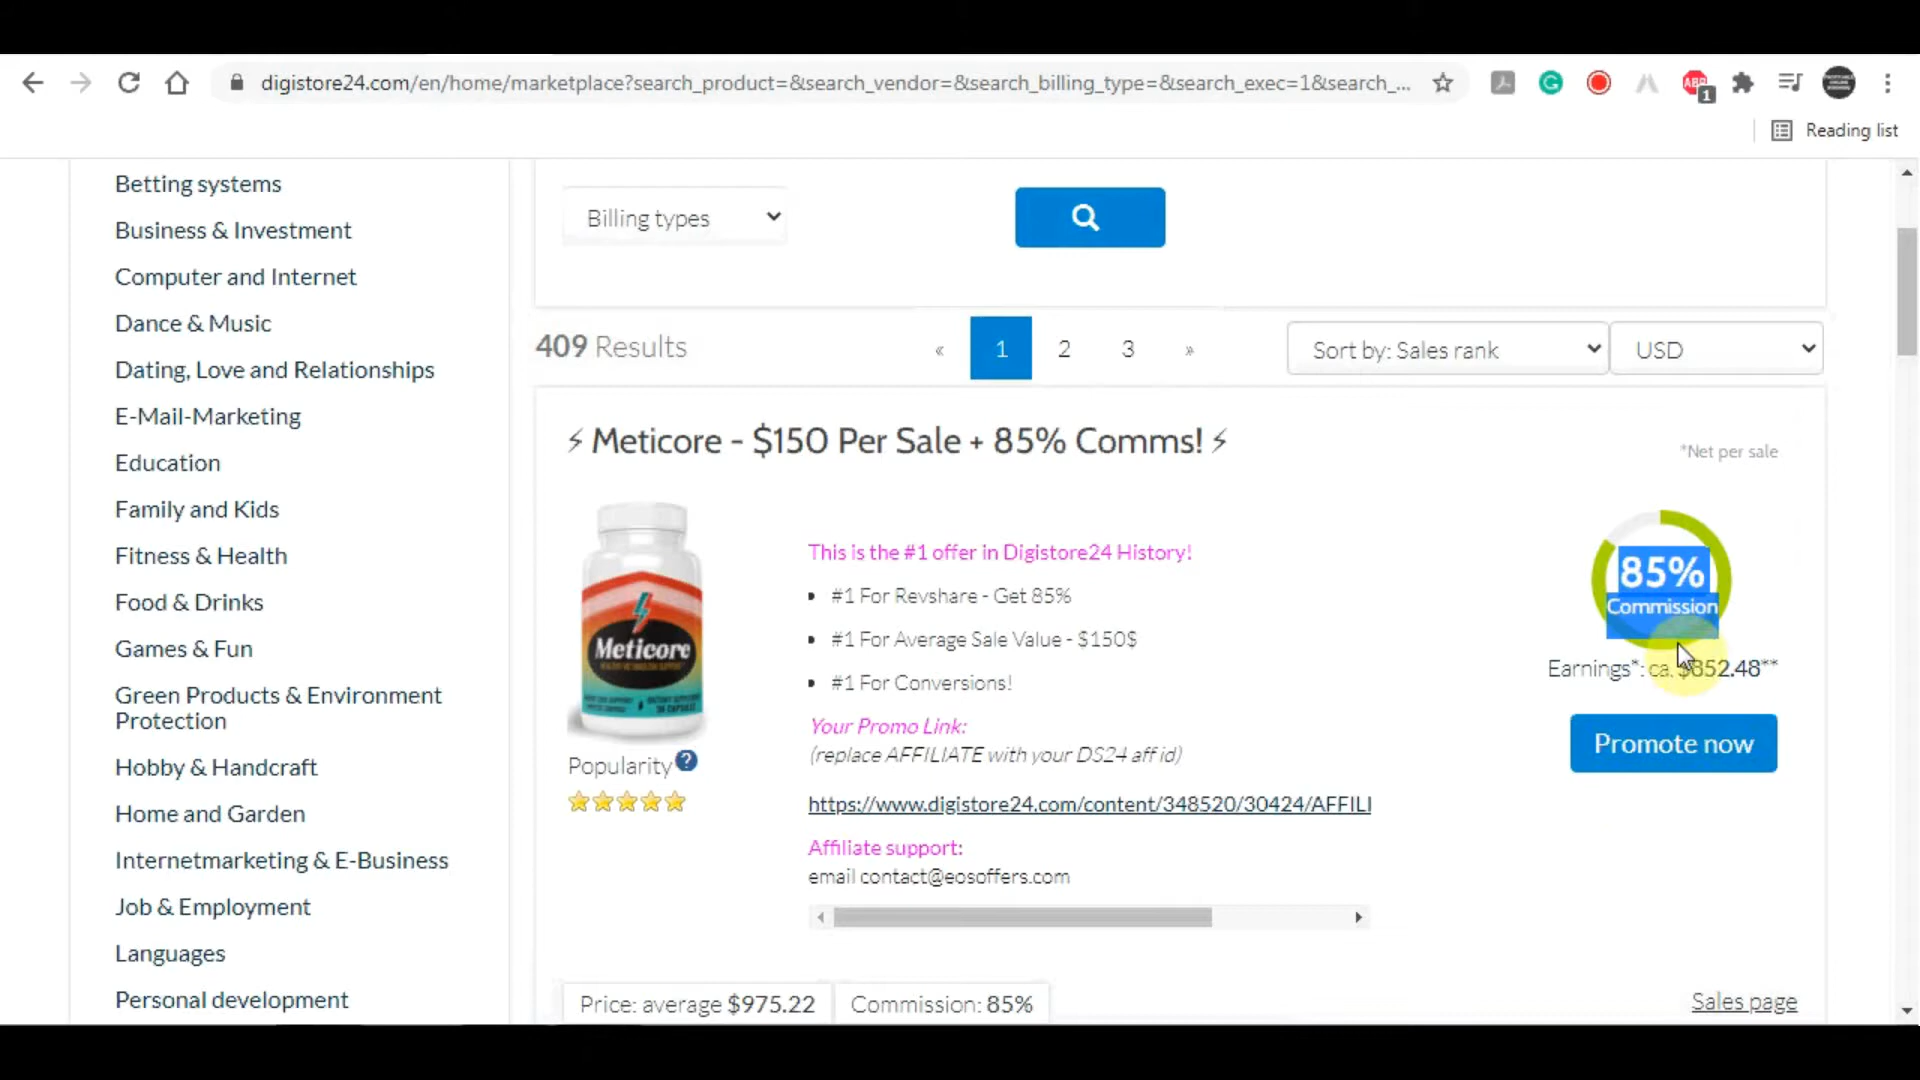 digistore24.com/en/home/marketplace?search_product=&search_vendor=&search_billing_type=&search_exec=1&search_...
ABP
1
Reading list
Betting systems
Business & Investment
Computer and Internet
Dance & Music
Dating, Love and Relationships
E-Mail-Marketing
Education
Family and Kids
Fitness & Health
Food & Drinks
Games & Fun
Green Products & Environment
Protection
Hobby & Handcraft
Home and Garden
Internetmarketing & E-Business
Job & Employment
Languages
Personal development
Billing types
409 Results
« 1 2 3 »
Sort by: Sales rank
USD
⚡ Meticore - $150 Per Sale + 85% Comms! ⚡
*Net per sale
Meticore
Popularity ?
This is the #1 offer in Digistore24 History!
• #1 For Revshare - Get 85%
• #1 For Average Sale Value - $150$
• #1 For Conversions!
Your Promo Link:
(replace AFFILIATE with your DS24 aff id)
https://www.digistore24.com/content/348520/30424/AFFILI
Affiliate support:
email contact@eosoffers.com
85%
Commission
Earnings*: ca. $852.48**
Promote now
Price: average $975.22
Commission: 85%
Sales page